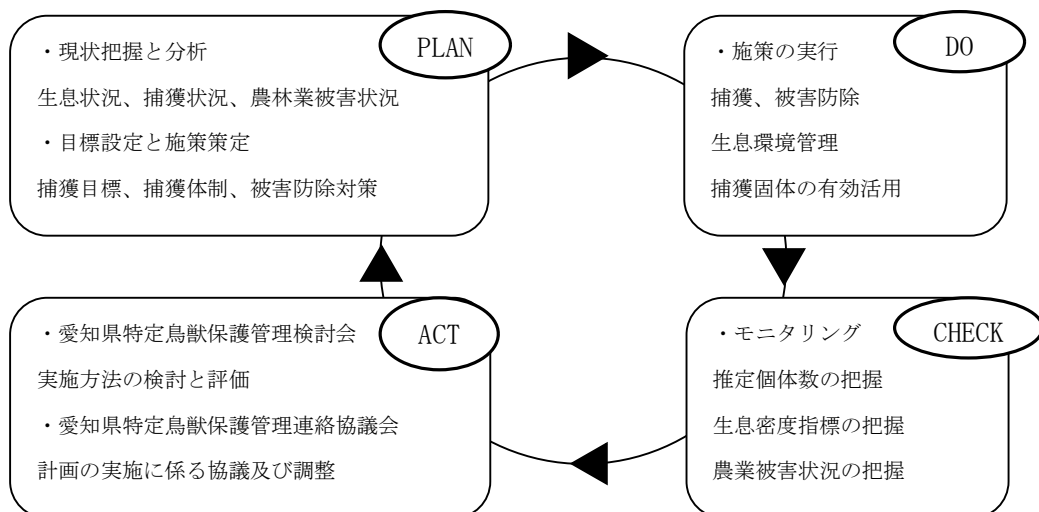 PLAN
・現状把握と分析
生息状況、捕獲状況、農林業被害状況
・目標設定と施策策定
捕獲目標、捕獲体制、被害防除対策
DO
・施策の実行
捕獲、被害防除
生息環境管理
捕獲固体の有効活用
ACT
・愛知県特定鳥獣保護管理検討会
実施方法の検討と評価
・愛知県特定鳥獣保護管理連絡協議会
計画の実施に係る協議及び調整
CHECK
・モニタリング
推定個体数の把握
生息密度指標の把握
農業被害状況の把握